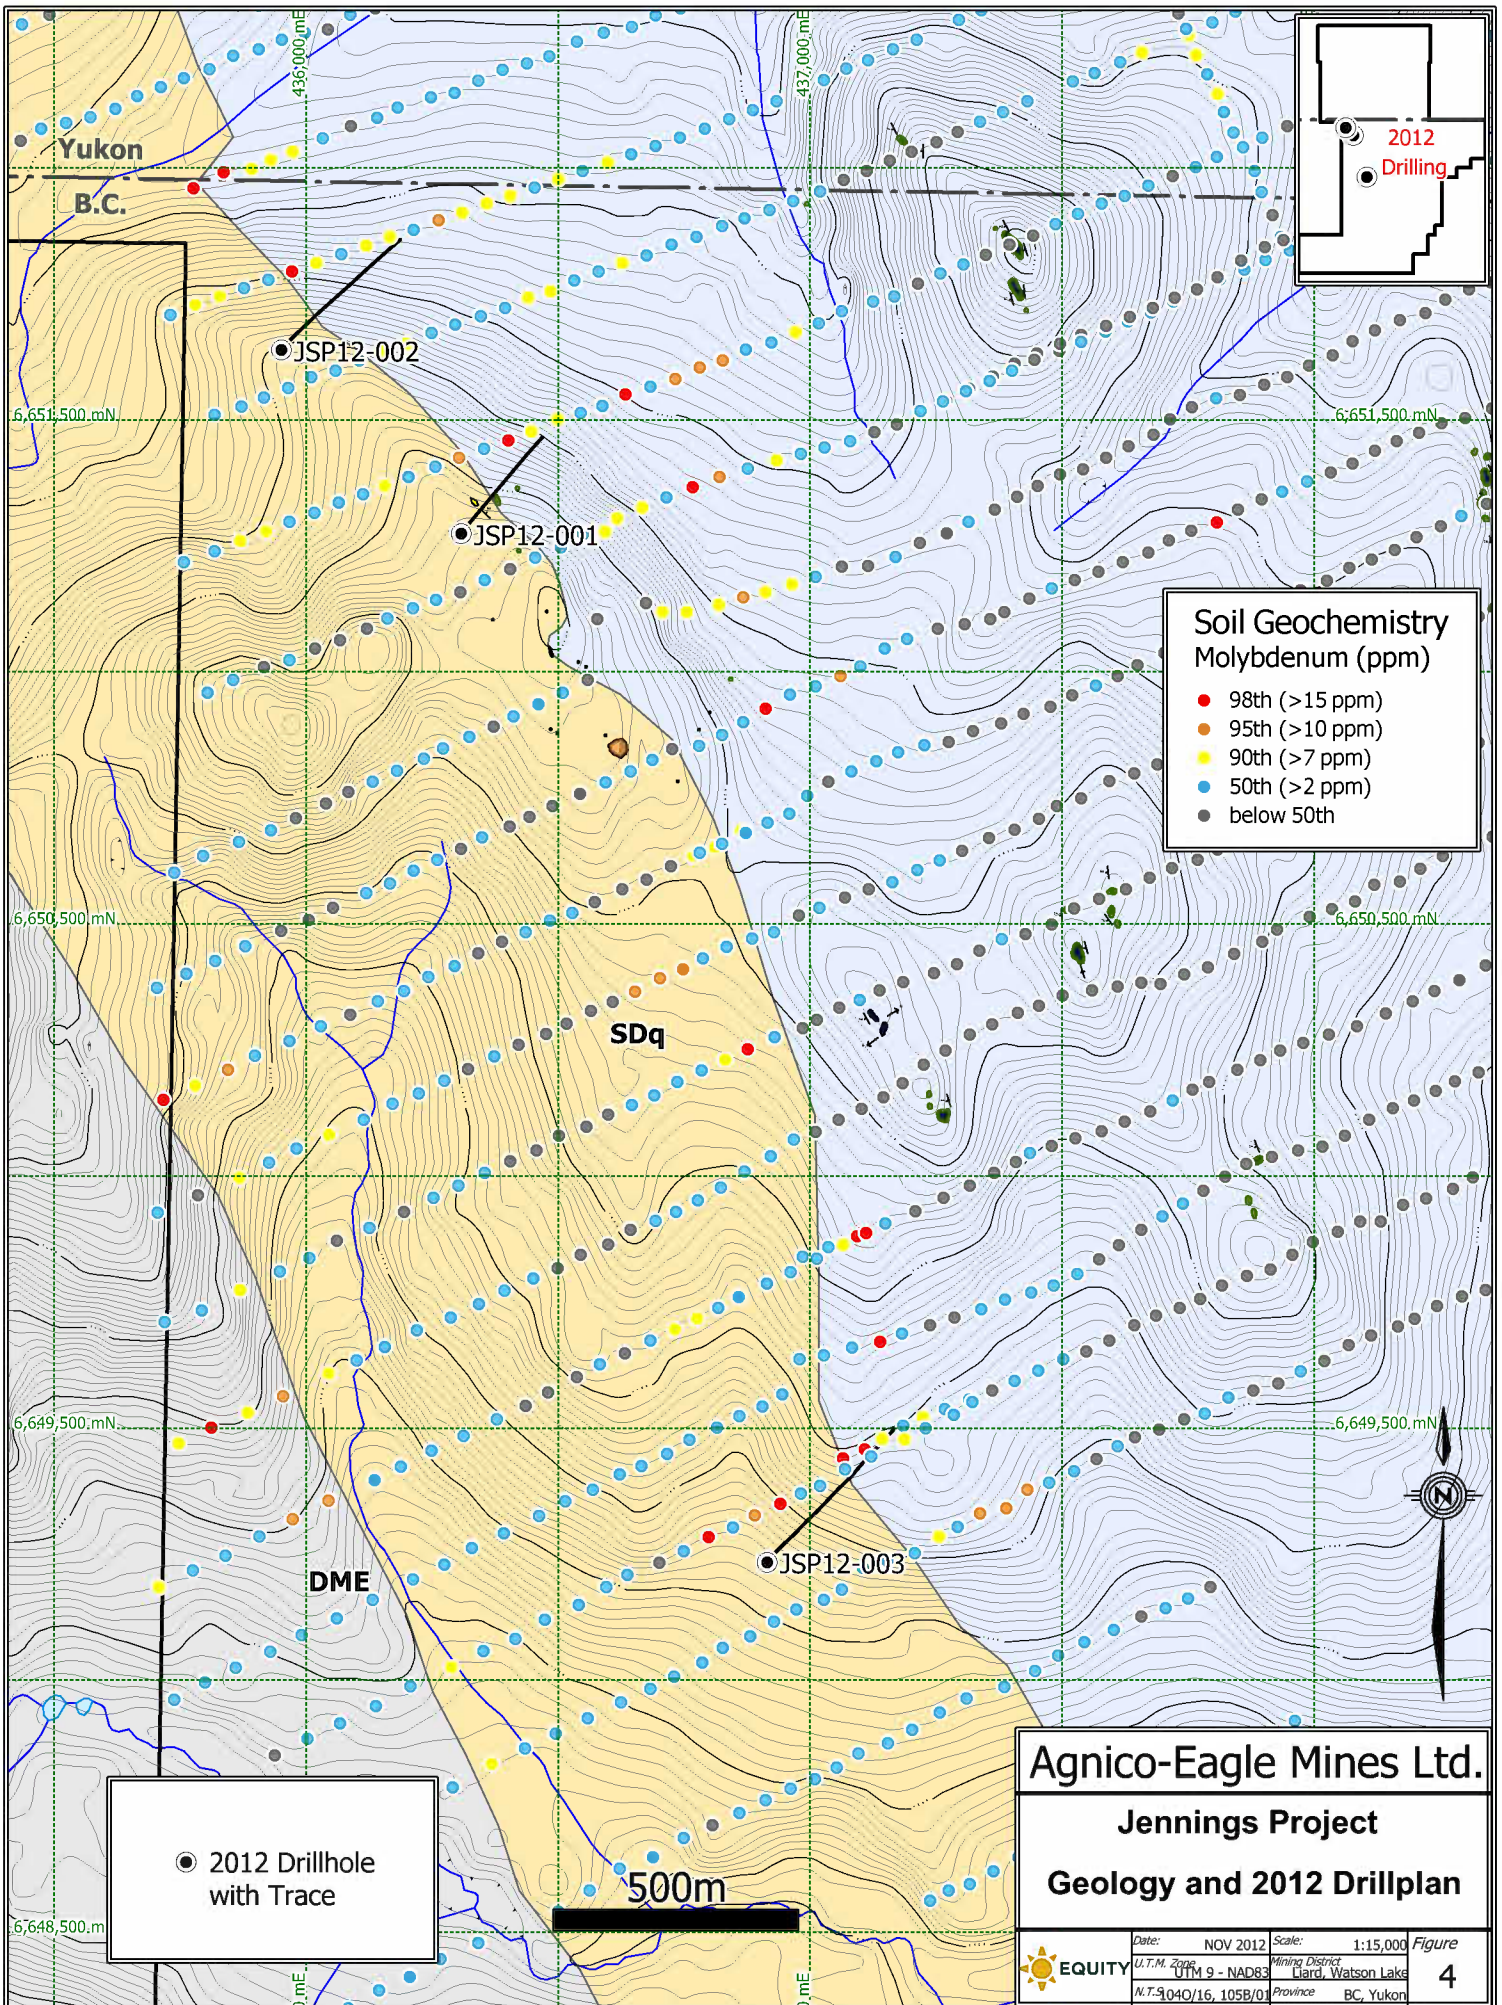 436,000 mE
437,000 mE
Yukon
B.C.
2012
Drilling
JSP12-002
6,651,500 mN
6,651,500 mN
JSP12-001
Soil Geochemistry
Molybdenum (ppm)
98th (>15 ppm)
95th (>10 ppm)
90th (>7 ppm)
50th (>2 ppm)
below 50th
6,650,500 mN
6,650,500 mN
SDq
6,649,500 mN
6,649,500 mN
N
JSP12-003
DME
Agnico-Eagle Mines Ltd.
Jennings Project
Geology and 2012 Drillplan
2012 Drillhole
with Trace
500m
6,648,500 m
mE
mE
EQUITY
Date: NOV 2012 Scale: 1:15,000 Figure
U.T.M. Zone UTM 9 - NAD83 Mining District Liard, Watson Lake 4
N.T.S 104O/16, 105B/01 Province BC, Yukon